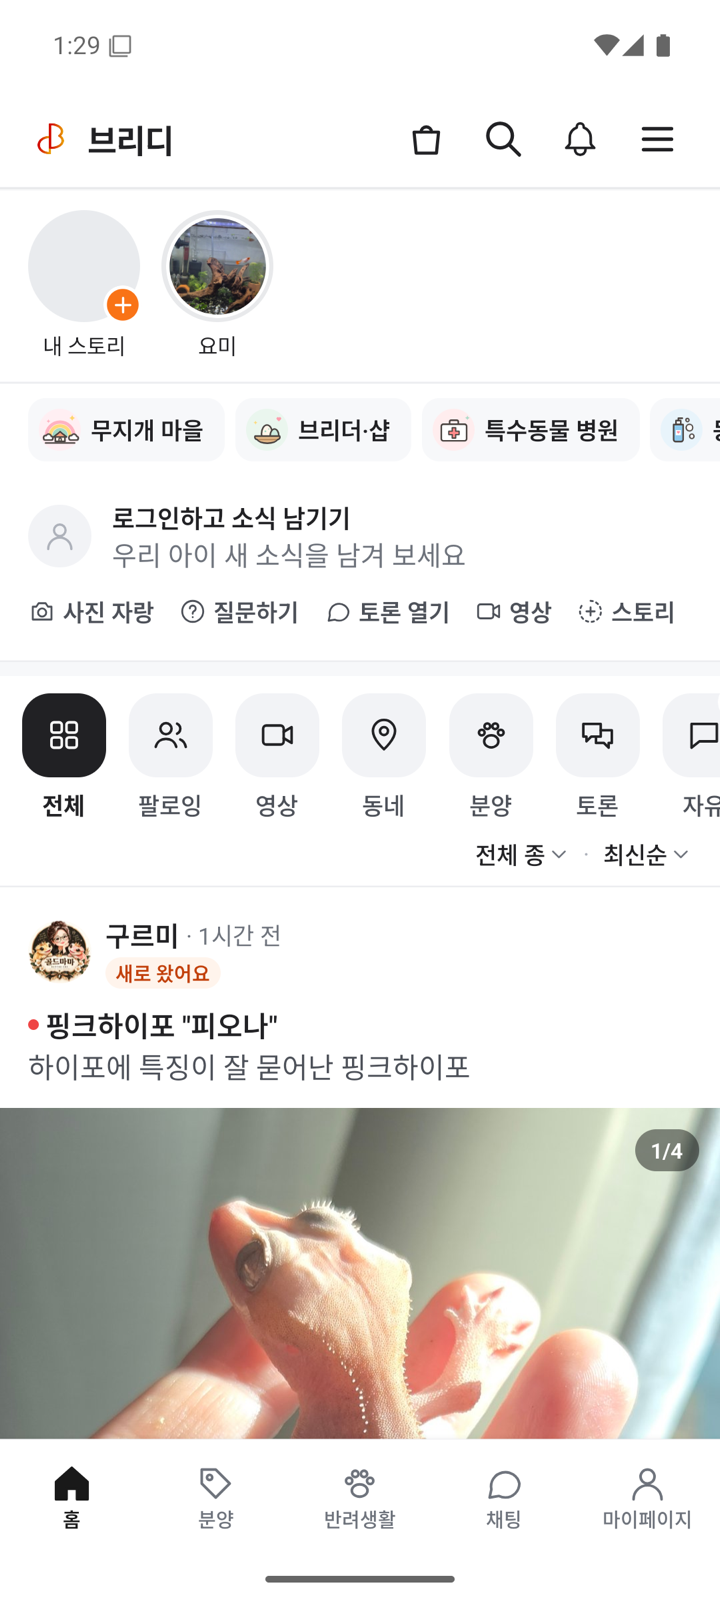 1:29
브리디
내 스토리
요미
무지개 마을
브리더·샵
특수동물 병원
로그인하고 소식 남기기
우리 아이 새 소식을 남겨 보세요
사진 자랑
질문하기
토론 열기
영상
스토리
전체
팔로잉
영상
동네
분양
토론
자유
전체 종 · 최신순
구르미 · 1시간 전
골드마마
새로 왔어요
핑크하이포 "피오나"
하이포에 특징이 잘 묻어난 핑크하이포
1/4
홈
분양
반려생활
채팅
마이페이지